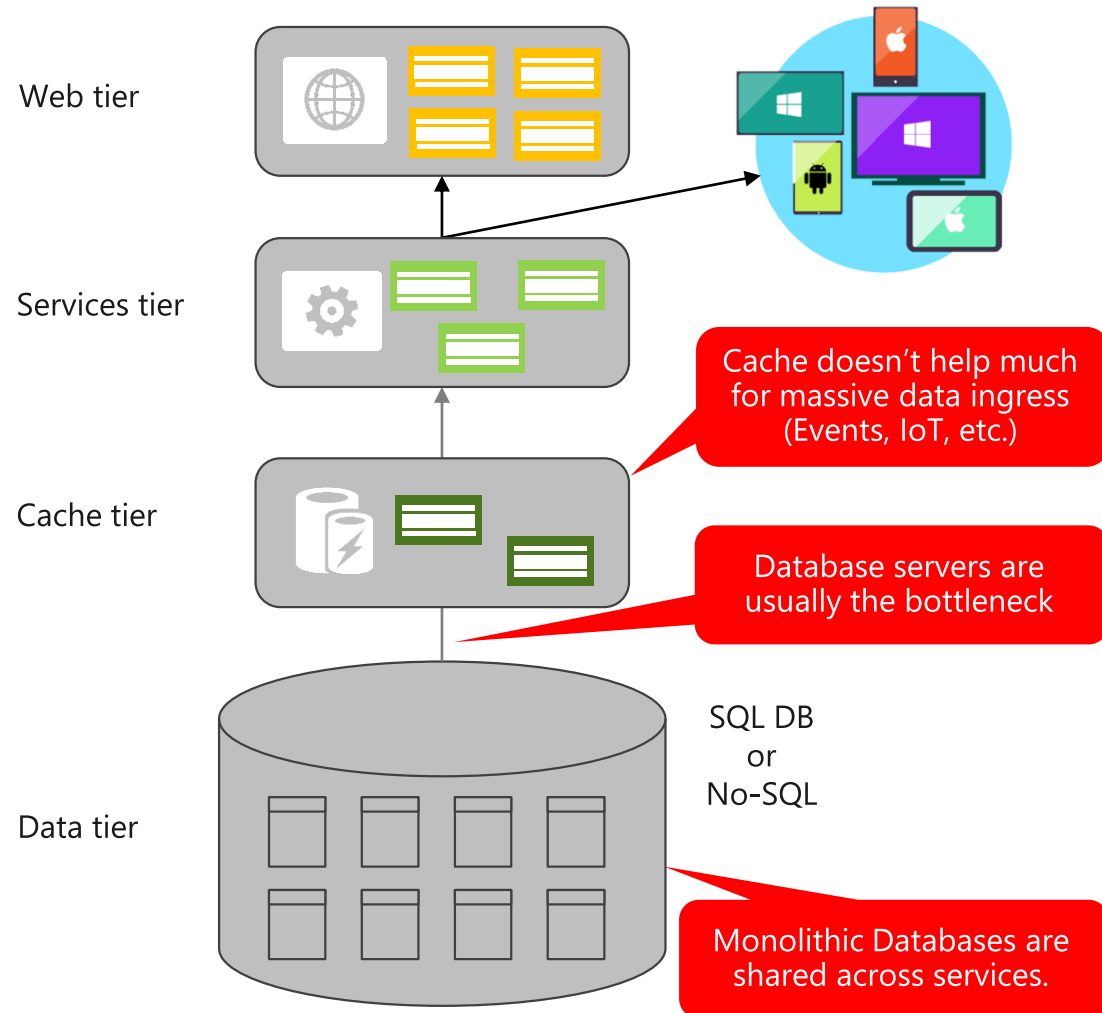 Web tier
Services tier
Cache doesn’t help much
for massive data ingress
(Events, IoT, etc.)
Cache tier
Database servers are
usually the bottleneck
SQL DB
or
No-SQL
Data tier
Monolithic Databases are
shared across services.